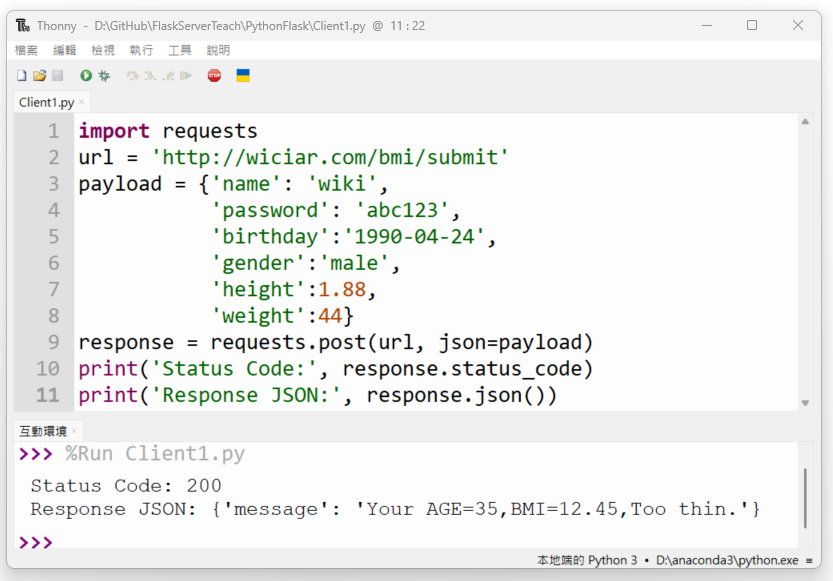 Thonny - D:\GitHub\FlaskServerTeach\PythonFlask\Client1.py @ 11 : 22
檔案 編輯 檢視 執行 工具 說明
STOP
Client1.py ×
1 import requests
2 url = 'http://wiciar.com/bmi/submit'
3 payload = {'name': 'wiki',
4 'password': 'abc123',
5 'birthday':'1990-04-24',
6 'gender':'male',
7 'height':1.88,
8 'weight':44}
9 response = requests.post(url, json=payload)
10 print('Status Code:', response.status_code)
11 print('Response JSON:', response.json())
互動環境 ×
>>> %Run Client1.py
Status Code: 200
Response JSON: {'message': 'Your AGE=35,BMI=12.45,Too thin.'}
>>>
本地端的 Python 3 • D:\anaconda3\python.exe ≡